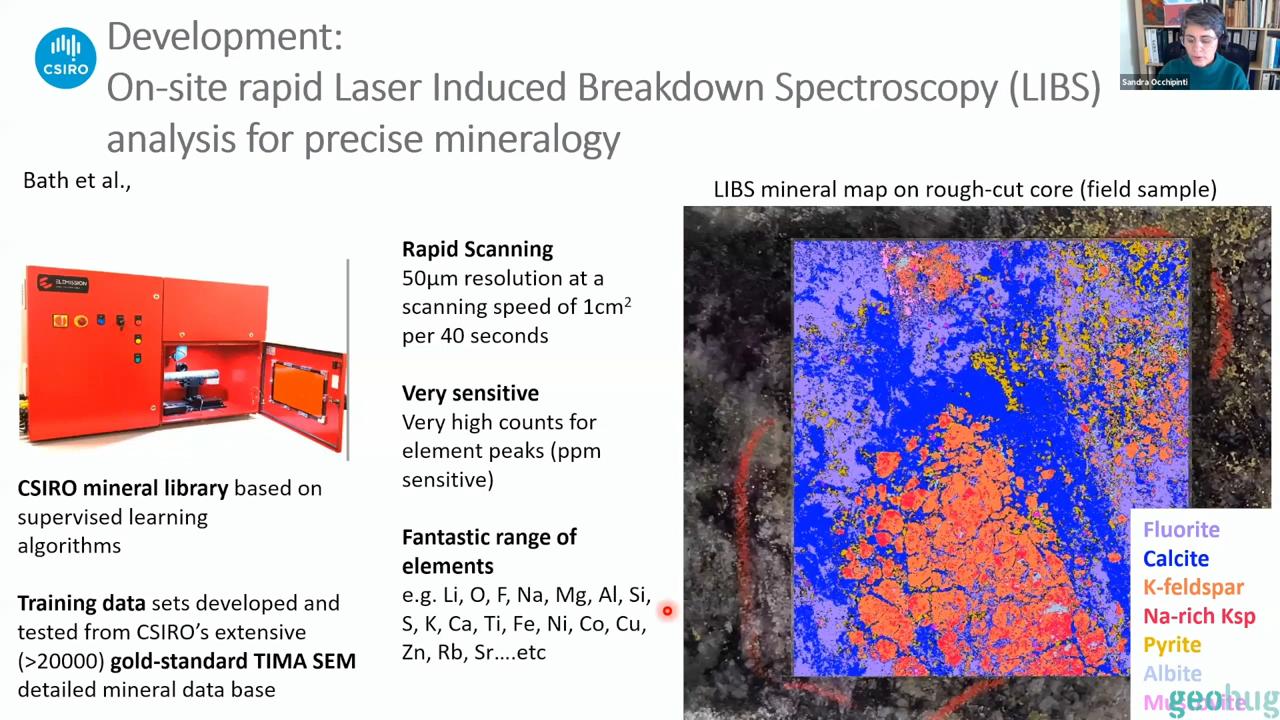 Development:
On-site rapid Laser Induced Breakdown Spectroscopy (LIBS)
analysis for precise mineralogy
CSIRO
Sandra Occhipinti
Bath et al.,
ELEMISSION
CSIRO mineral library based on
supervised learning
algorithms
Training data sets developed and
tested from CSIRO's extensive
(>20000) gold-standard TIMA SEM
detailed mineral data base
Rapid Scanning
50µm resolution at a
scanning speed of 1cm²
per 40 seconds
Very sensitive
Very high counts for
element peaks (ppm
sensitive)
Fantastic range of
elements
e.g. Li, O, F, Na, Mg, Al, Si,
S, K, Ca, Ti, Fe, Ni, Co, Cu,
Zn, Rb, Sr....etc
LIBS mineral map on rough-cut core (field sample)
Fluorite
Calcite
K-feldspar
Na-rich Ksp
Pyrite
Albite
Muscovite
geohug